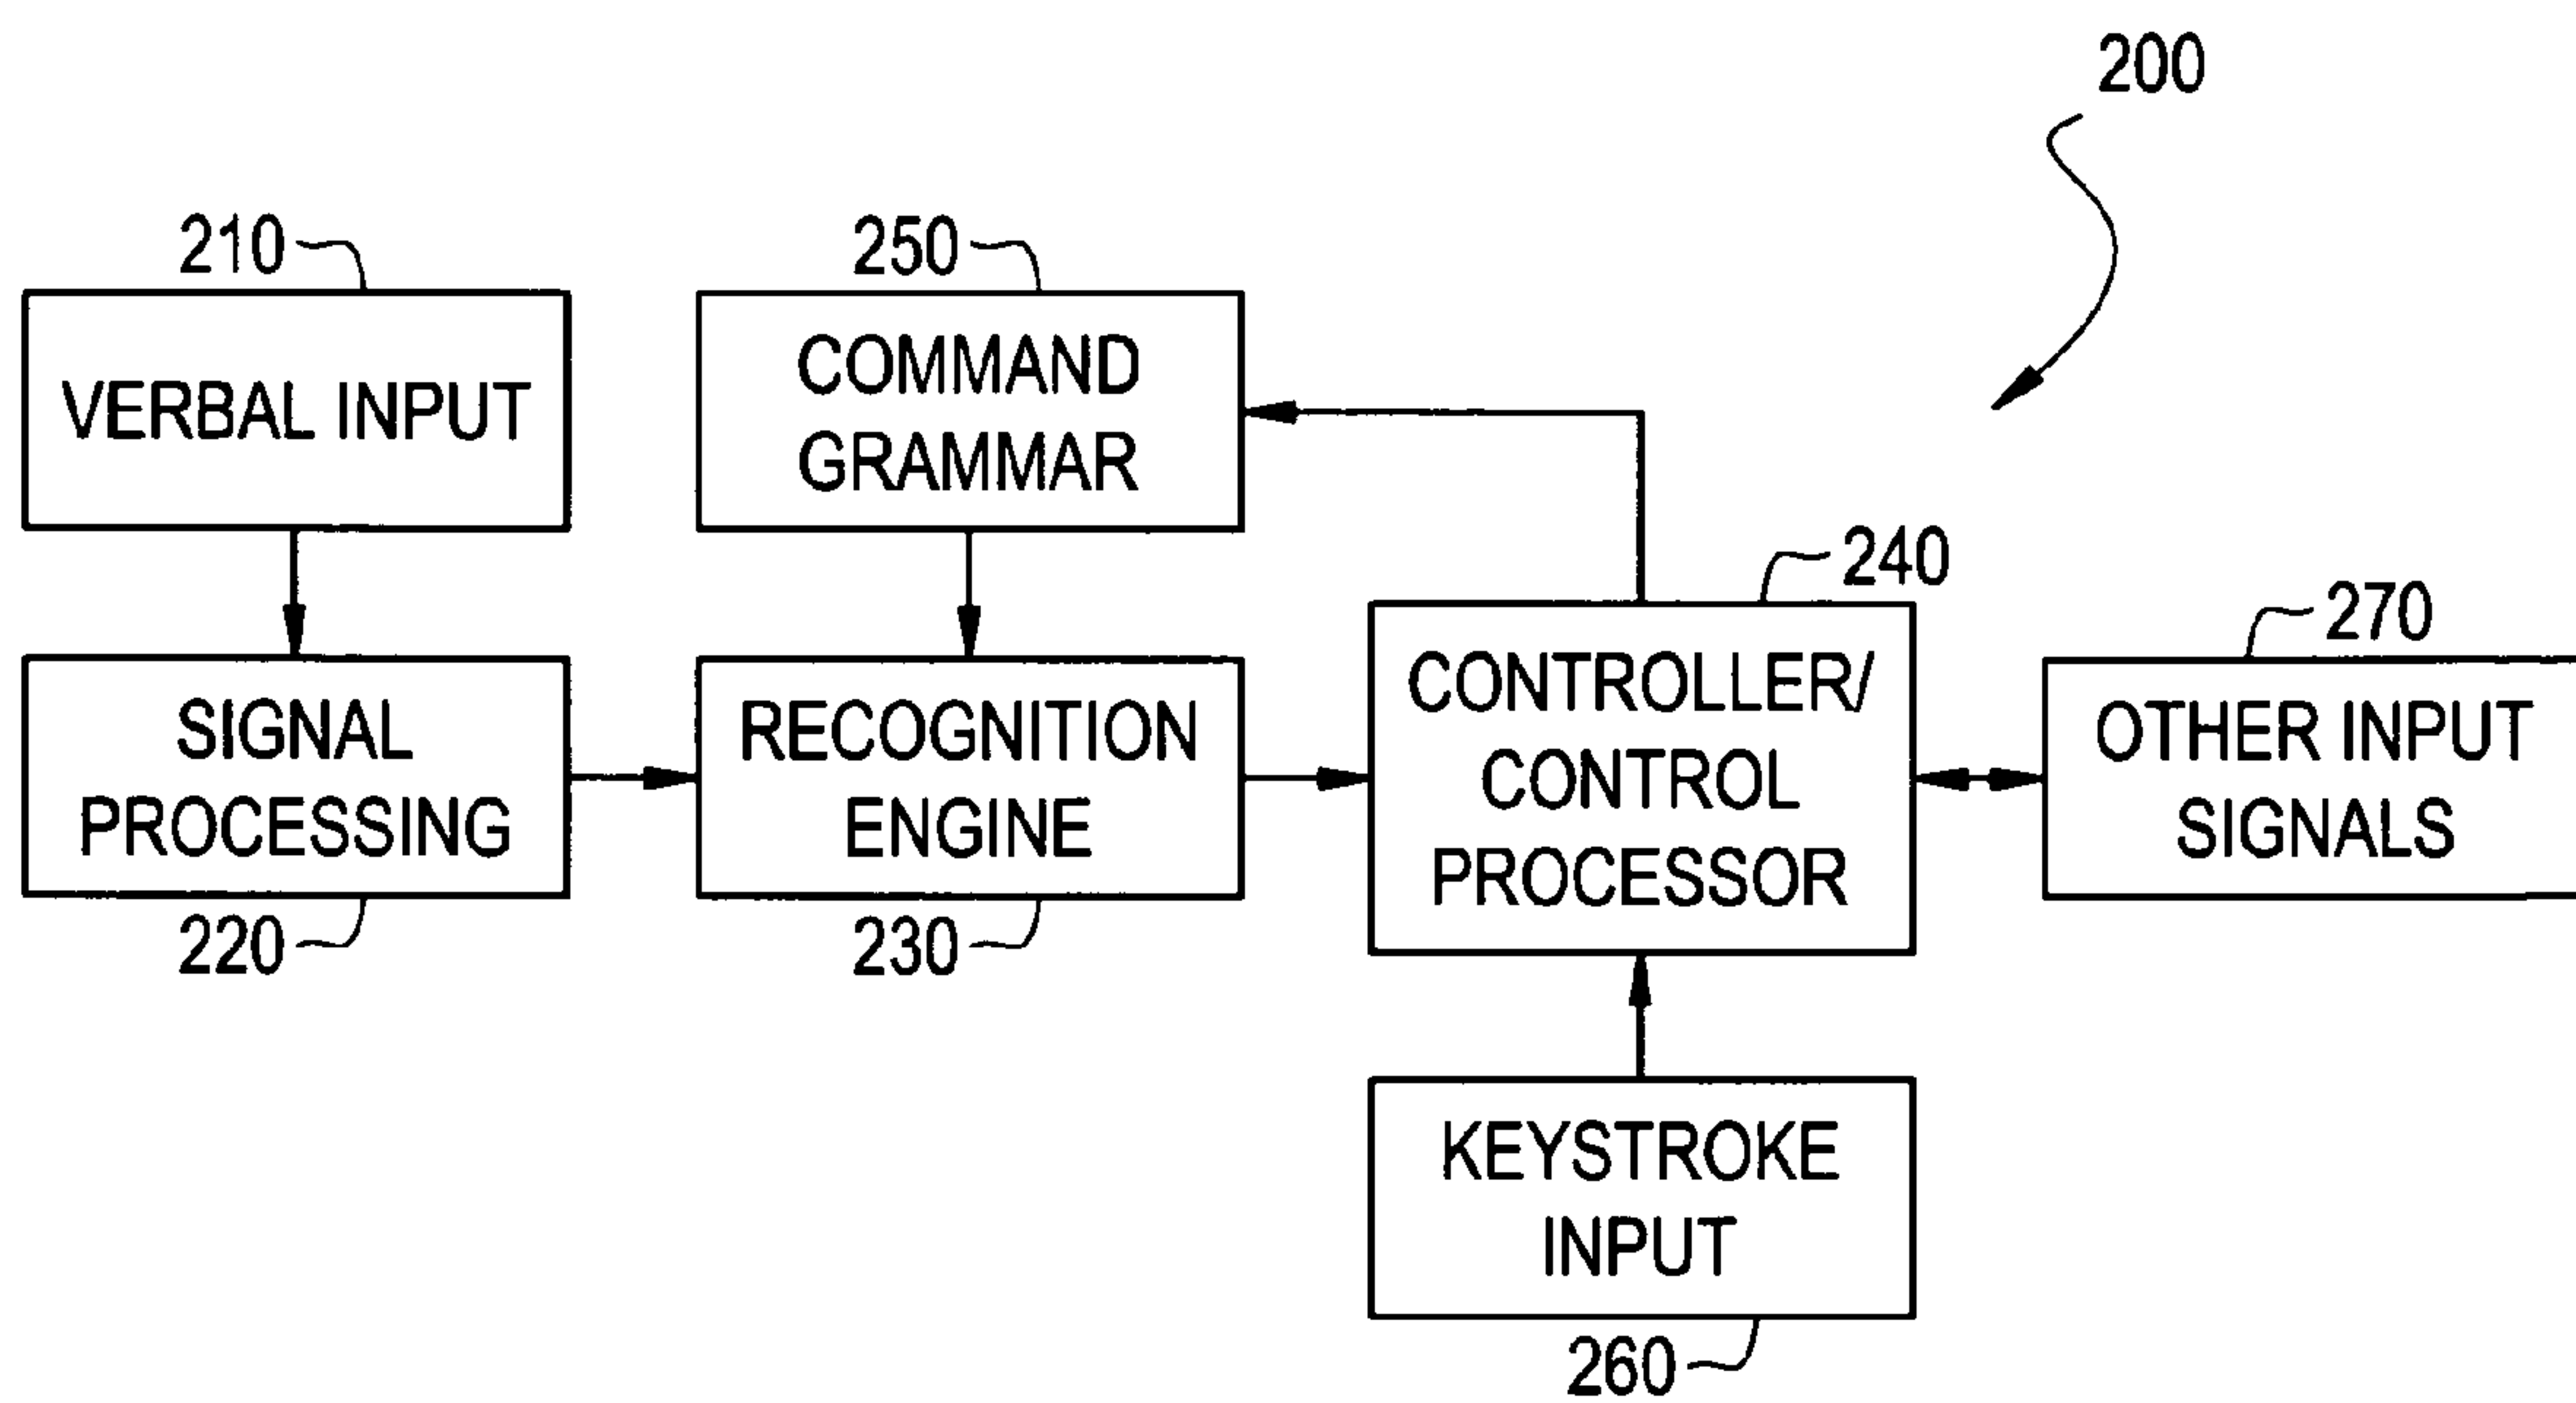 200
210
VERBAL INPUT
250
COMMAND
GRAMMAR
240
CONTROLLER/
CONTROL
PROCESSOR
270
OTHER INPUT
SIGNALS
SIGNAL
PROCESSING
220
RECOGNITION
ENGINE
230
KEYSTROKE
INPUT
260